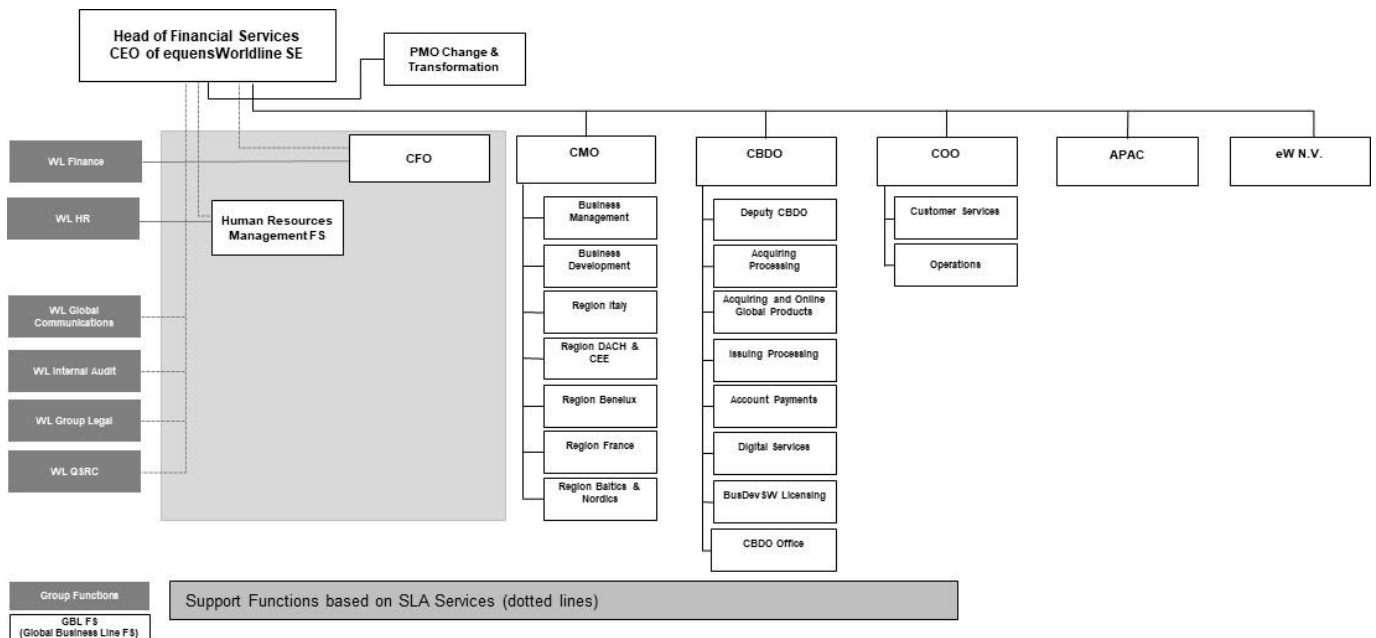 Head of Financial Services
CEO of equensWorldline SE
PMO Change &
Transformation
WL Finance
CFO
CMO
CBDO
COO
APAC
eW N.V.
WL HR
Human Resources
Management FS
Business
Management
Business
Development
Region Italy
Region DACH &
CEE
Region Benelux
Region France
Region Baltics &
Nordics
Deputy CBDO
Acquiring
Processing
Acquiring and Online
Global Products
Issuing Processing
Account Payments
Digital Services
BusDevSW Licensing
CBDO Office
Customer Services
Operations
WL Global
Communications
WL Internal Audit
WL Group Legal
WL QSRC
Group Functions
Support Functions based on SLA Services (dotted lines)
GBL FS
(Global Business Line FS)